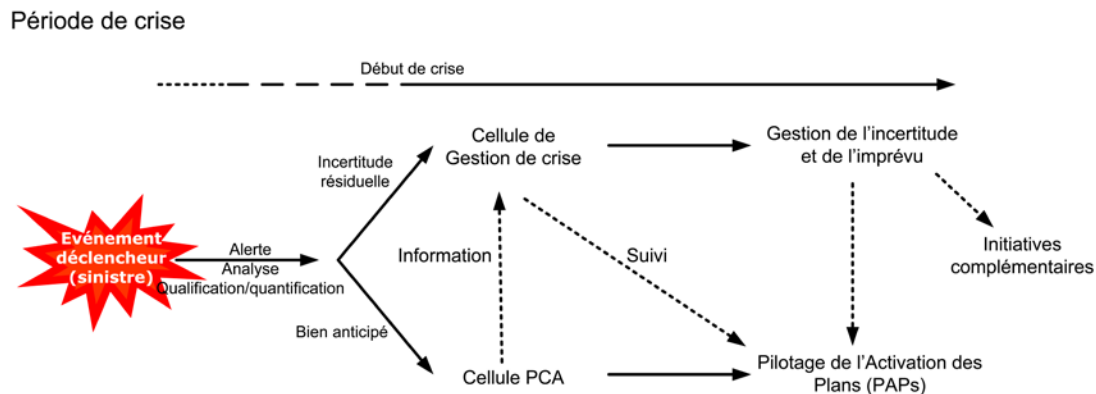 Période de crise
Début de crise
Cellule de
Gestion de crise
Gestion de l'incertitude
et de l'imprévu
Incertitude
résiduelle
Evénement
déclencheur
(sinistre)
Alerte
Analyse
Qualification/quantification
Information
Suivi
Initiatives
complémentaires
Bien anticipé
Cellule PCA
Pilotage de l'Activation des
Plans (PAPs)